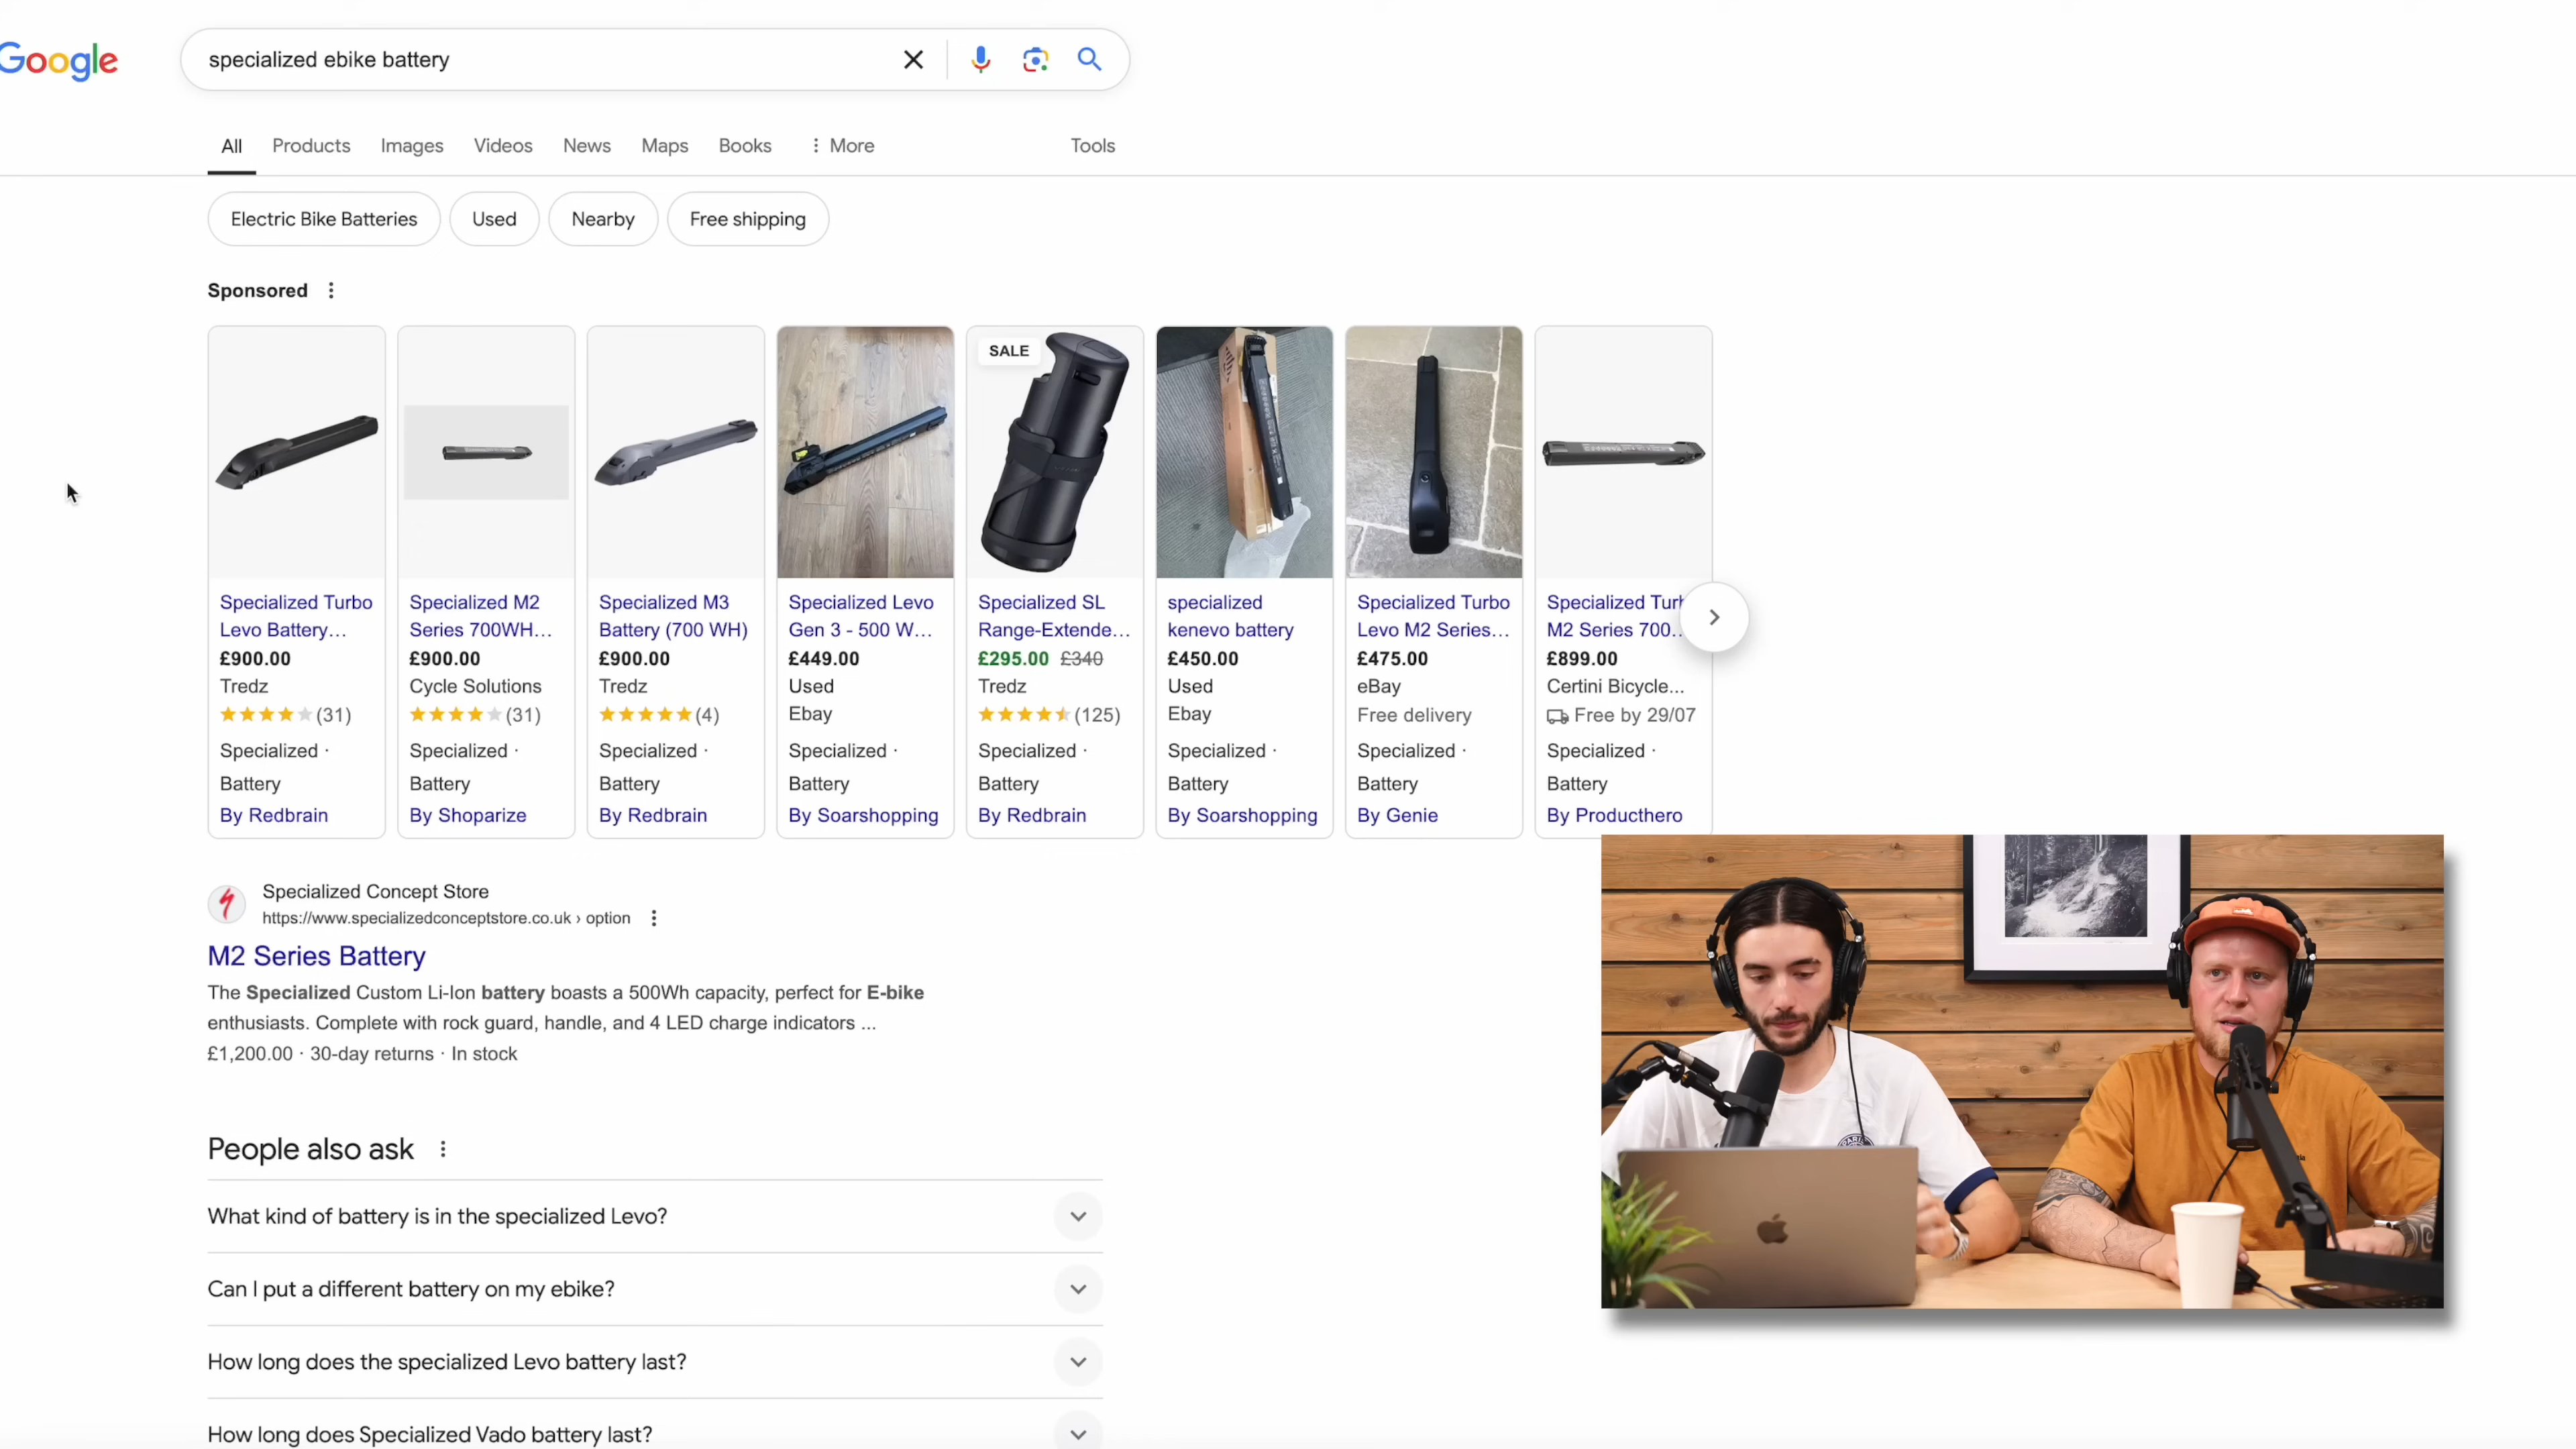 Google
specialized ebike battery
All Products Images Videos News Maps Books More Tools
Electric Bike Batteries Used Nearby Free shipping
Sponsored
SALE
Specialized Turbo
Levo Battery...
£900.00
Tredz
(31)
Specialized ·
Battery
By Redbrain
Specialized M2
Series 700WH...
£900.00
Cycle Solutions
(31)
Specialized ·
Battery
By Shoparize
Specialized M3
Battery (700 WH)
£900.00
Tredz
(4)
Specialized ·
Battery
By Redbrain
Specialized Levo
Gen 3 - 500 W...
£449.00
Used
Ebay
Specialized ·
Battery
By Soarshopping
Specialized SL
Range-Extende...
£295.00 £340
Tredz
(125)
Specialized ·
Battery
By Redbrain
specialized
kenevo battery
£450.00
Used
Ebay
Specialized ·
Battery
By Soarshopping
Specialized Turbo
Levo M2 Series...
£475.00
eBay
Free delivery
Specialized ·
Battery
By Genie
Specialized Turb
M2 Series 700...
£899.00
Certini Bicycle...
Free by 29/07
Specialized ·
Battery
By Producthero
Specialized Concept Store
https://www.specializedconceptstore.co.uk › option
M2 Series Battery
The Specialized Custom Li-Ion battery boasts a 500Wh capacity, perfect for E-bike
enthusiasts. Complete with rock guard, handle, and 4 LED charge indicators ...
£1,200.00 · 30-day returns · In stock
People also ask
What kind of battery is in the specialized Levo?
Can I put a different battery on my ebike?
How long does the specialized Levo battery last?
How long does Specialized Vado battery last?